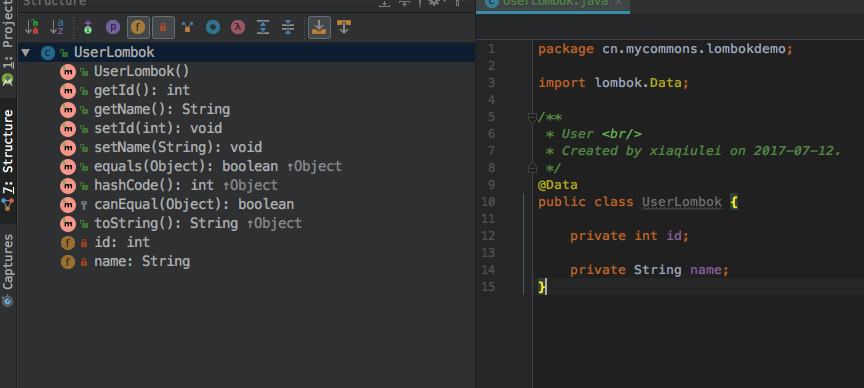 Structure
UserLombok
UserLombok()
getId(): int
getName(): String
setId(int): void
setName(String): void
equals(Object): boolean ↑Object
hashCode(): int ↑Object
canEqual(Object): boolean
toString(): String ↑Object
id: int
name: String
1: Project
7: Structure
Captures
UserLombok.java
1 package cn.mycommons.lombokdemo;
2
3 import lombok.Data;
4
5 /**
6 * User <br/>
7 * Created by xiaqiulei on 2017-07-12.
8 */
9 @Data
10 public class UserLombok {
11
12 private int id;
13
14 private String name;
15 }